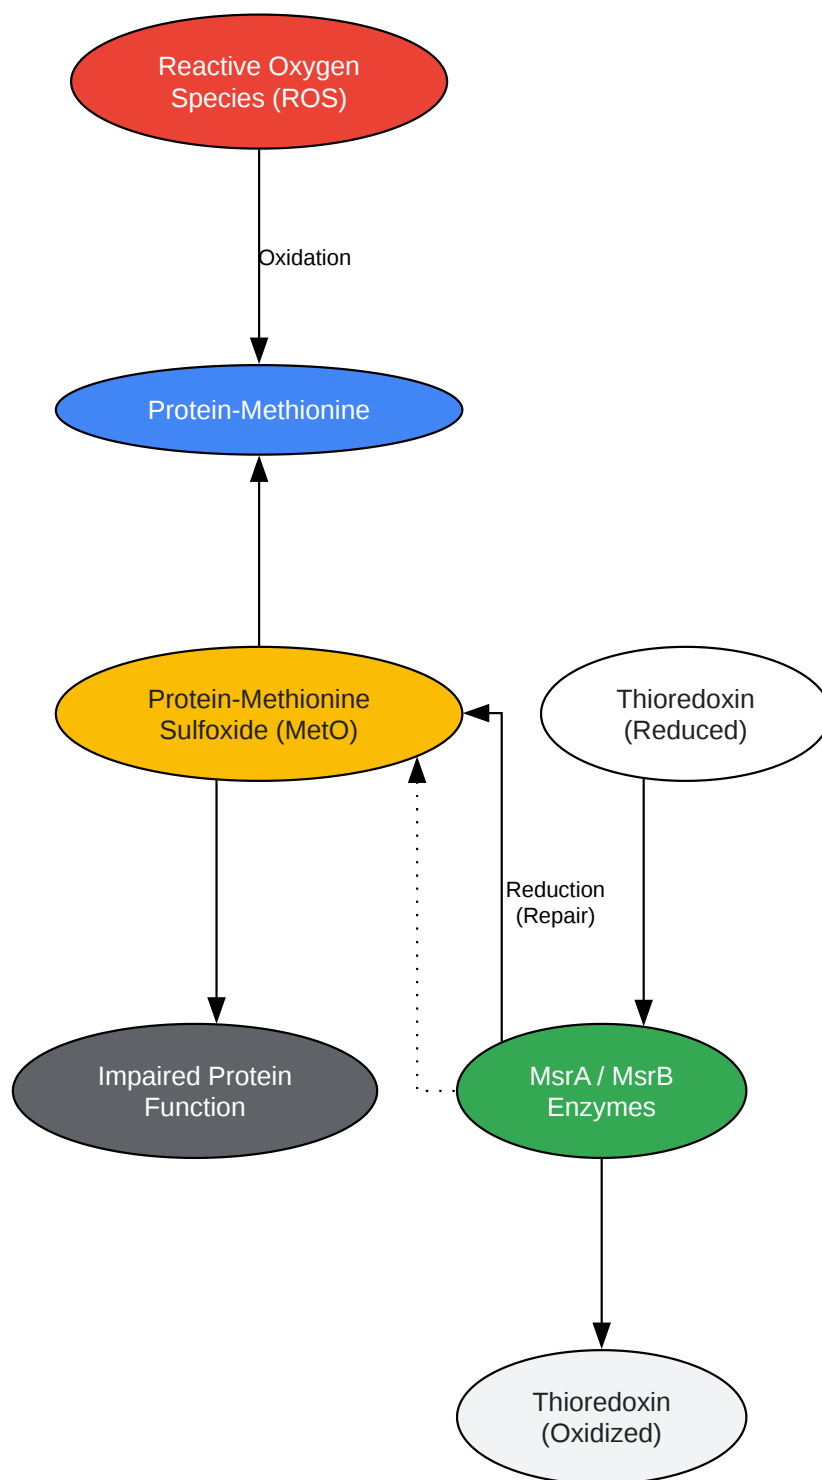 Reactive Oxygen
Species (ROS)
Oxidation
Protein-Methionine
Protein-Methionine
Sulfoxide (MetO)
Thioredoxin
(Reduced)
Reduction
(Repair)
Impaired Protein
Function
MsrA / MsrB
Enzymes
Thioredoxin
(Oxidized)